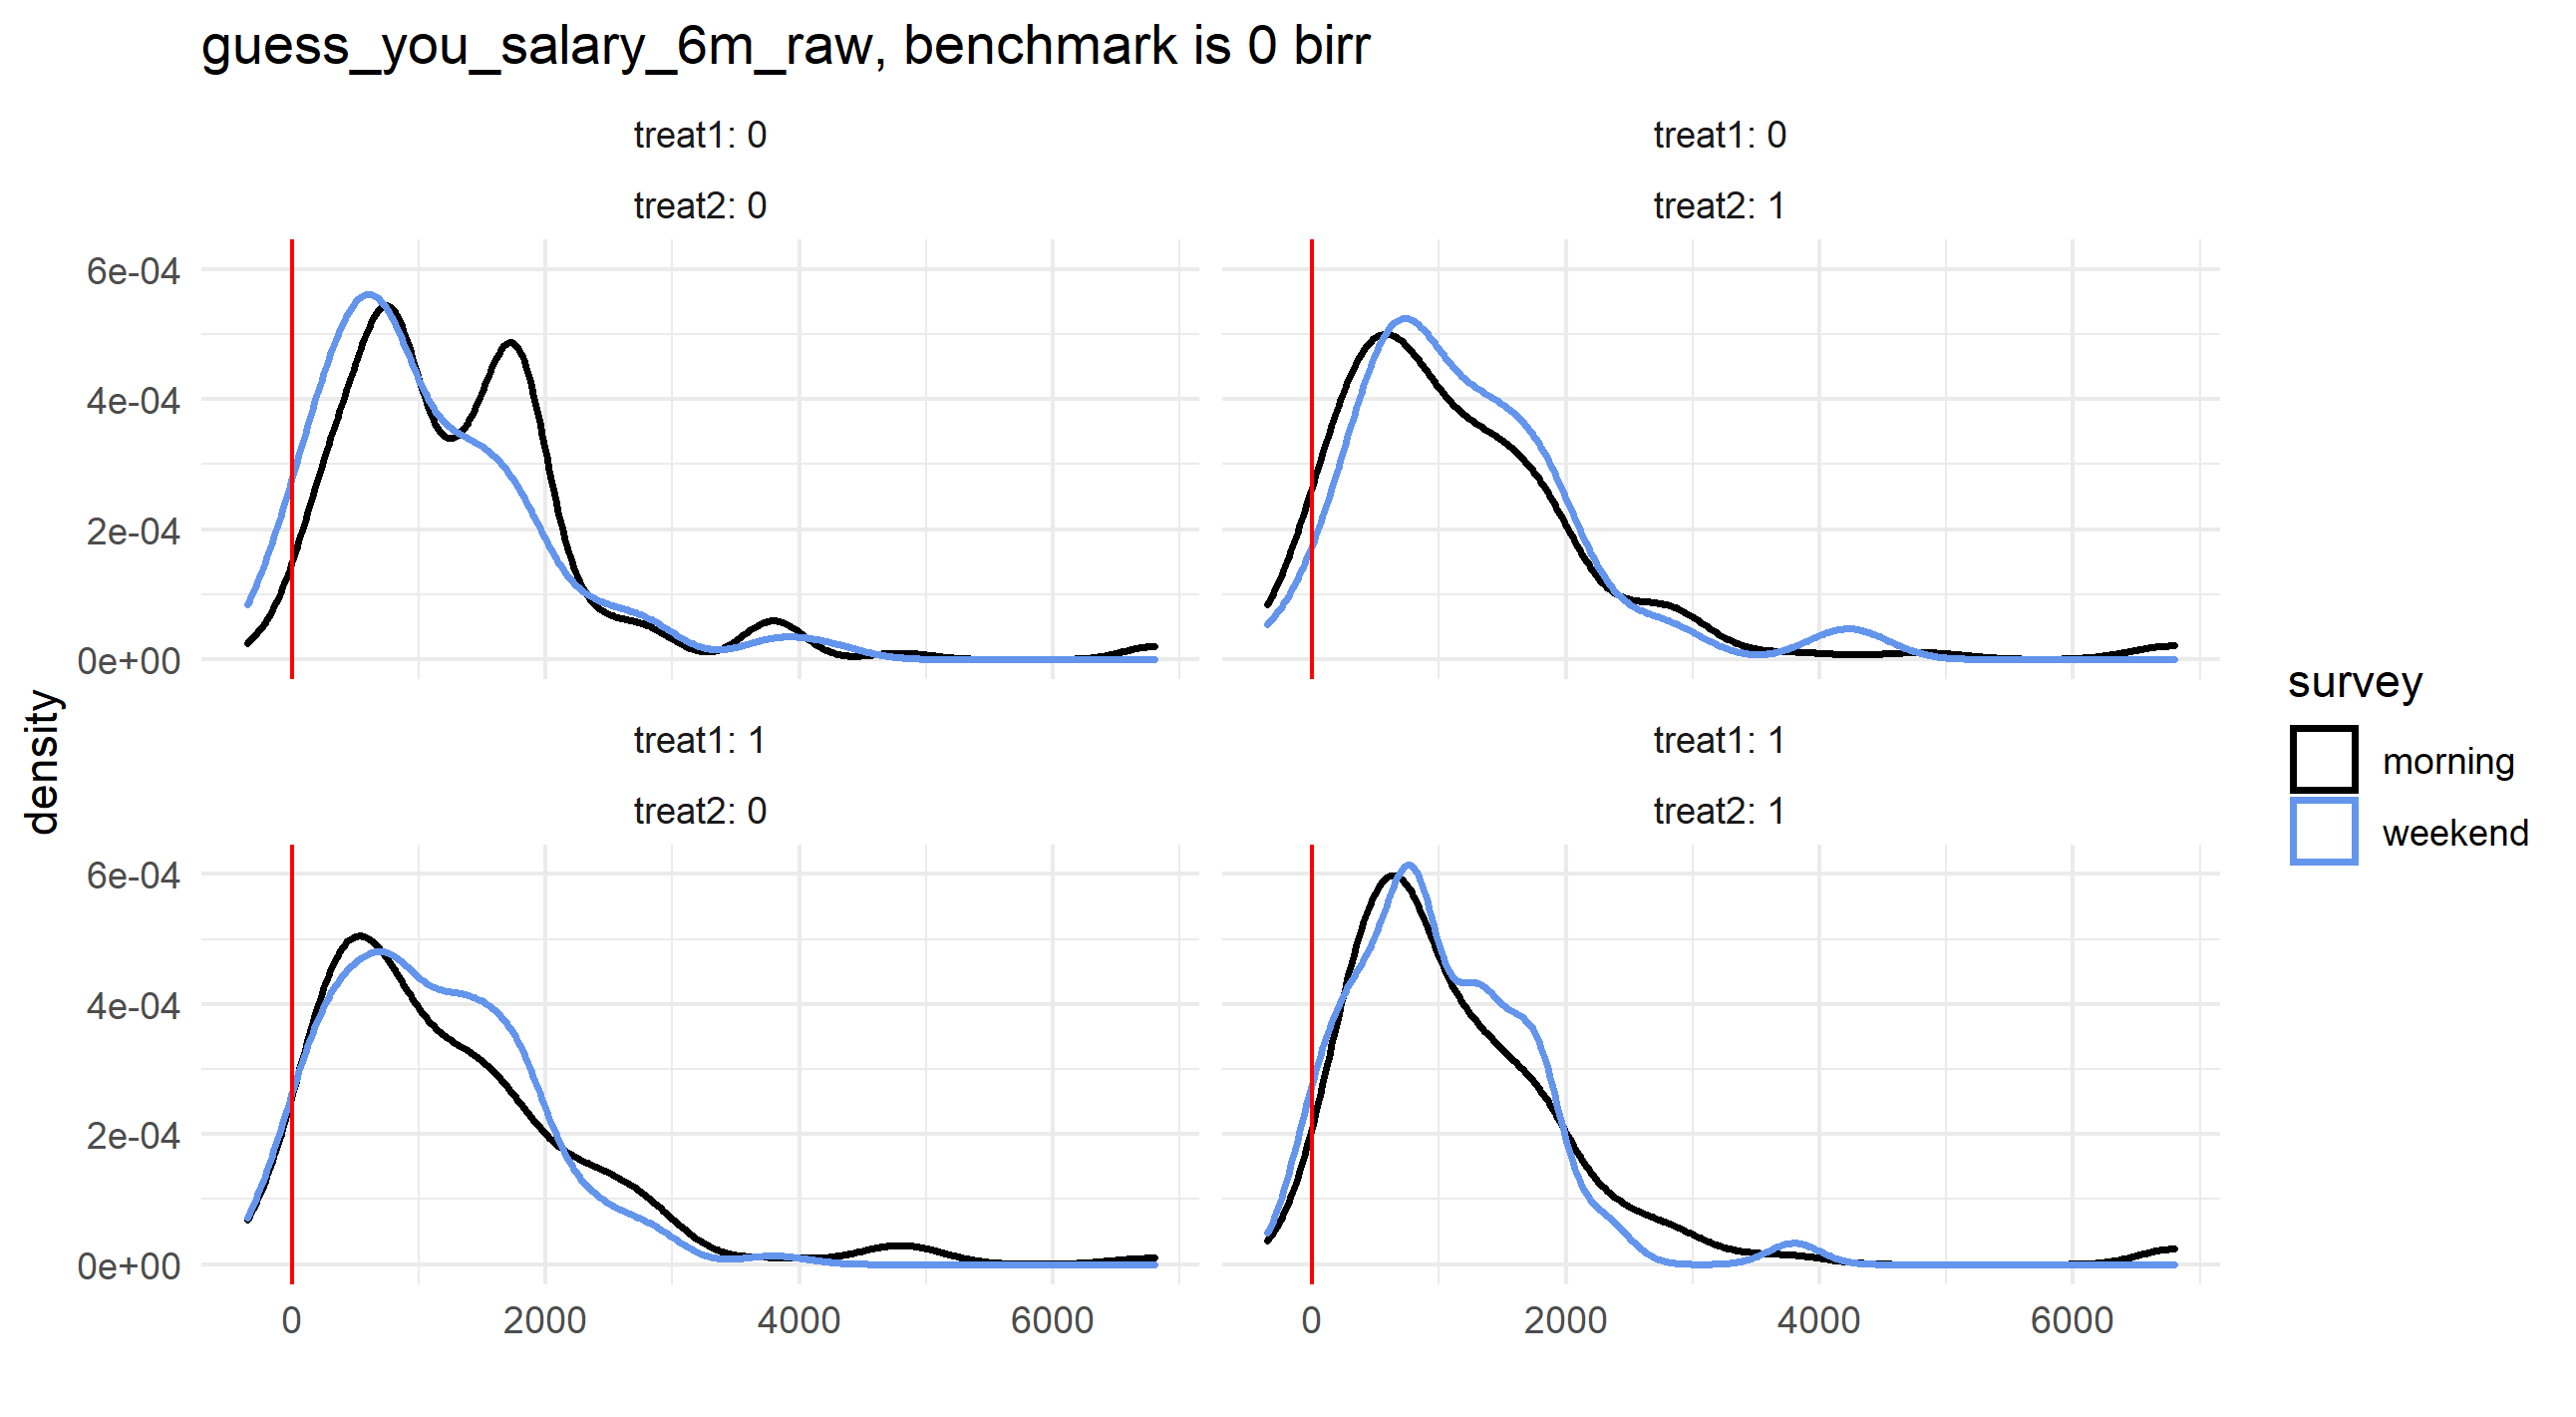 guess_you_salary_6m_raw, benchmark is 0 birr
treat1: 0
treat2: 0
treat1: 0
treat2: 1
6e-04
4e-04
2e-04
0e+00
treat1: 1
treat2: 0
treat1: 1
treat2: 1
6e-04
4e-04
2e-04
0e+00
0 2000 4000 6000
0 2000 4000 6000
density
survey
morning
weekend